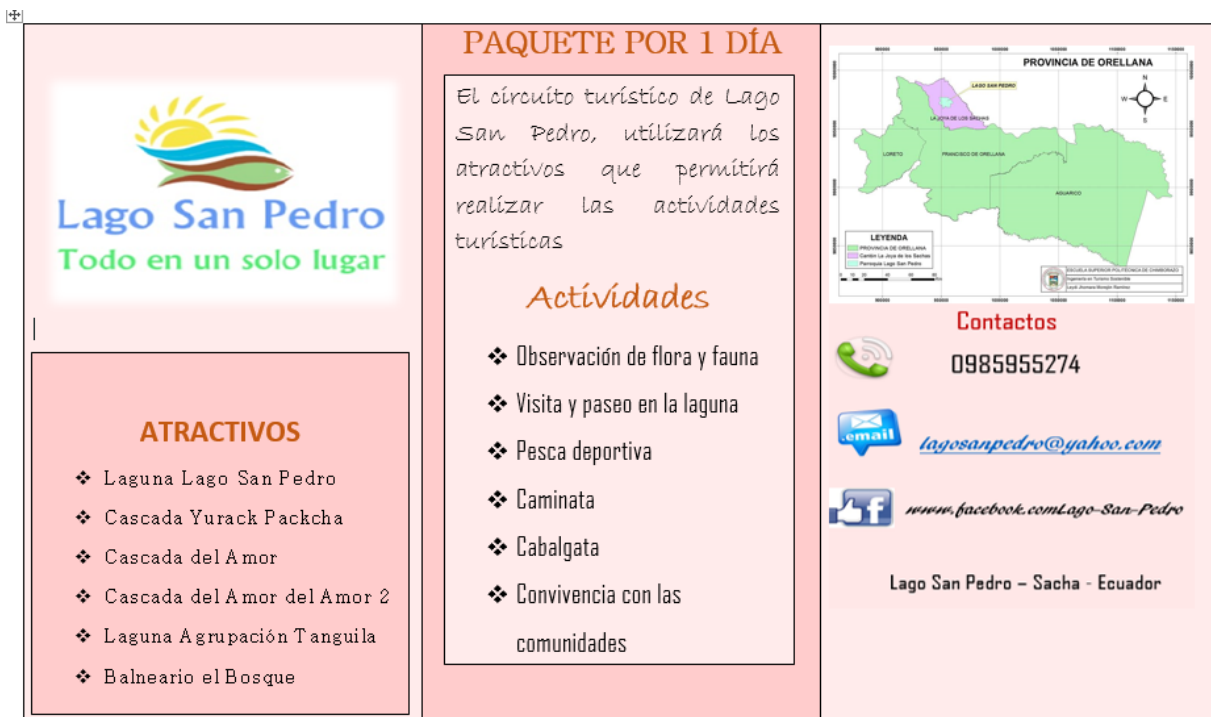 Lago San Pedro
Todo en un solo lugar
ATRACTIVOS
❖ Laguna Lago San Pedro
❖ Cascada Yurack Packcha
❖ Cascada del Amor
❖ Cascada del Amor del Amor 2
❖ Laguna Agrupación Tanguila
❖ Balneario el Bosque
PAQUETE POR 1 DÍA
El circuito turístico de Lago
San Pedro, utilizará los
atractivos que permitirá
realizar las actividades
turísticas
Actividades
❖ Observación de flora y fauna
❖ Visita y paseo en la laguna
❖ Pesca deportiva
❖ Caminata
❖ Cabalgata
❖ Convivencia con las
comunidades
PROVINCIA DE ORELLANA
N
W E
S
LAGO SAN PEDRO
LA JOYA DE LOS SACHAS
LORETO
FRANCISCO DE ORELLANA
AGUARICO
LEYENDA
PROVINCIA DE ORELLANA
Cantón La Joya de los Sachas
Parroquia Lago San Pedro
ESCUELA SUPERIOR POLITÉCNICA DE CHIMBORAZO
Ingeniería en Turismo Sostenible
Contactos
0985955274
.email
lagosanpedro@yahoo.com
f
www.facebook.comLago-San-Pedro
Lago San Pedro – Sacha - Ecuador